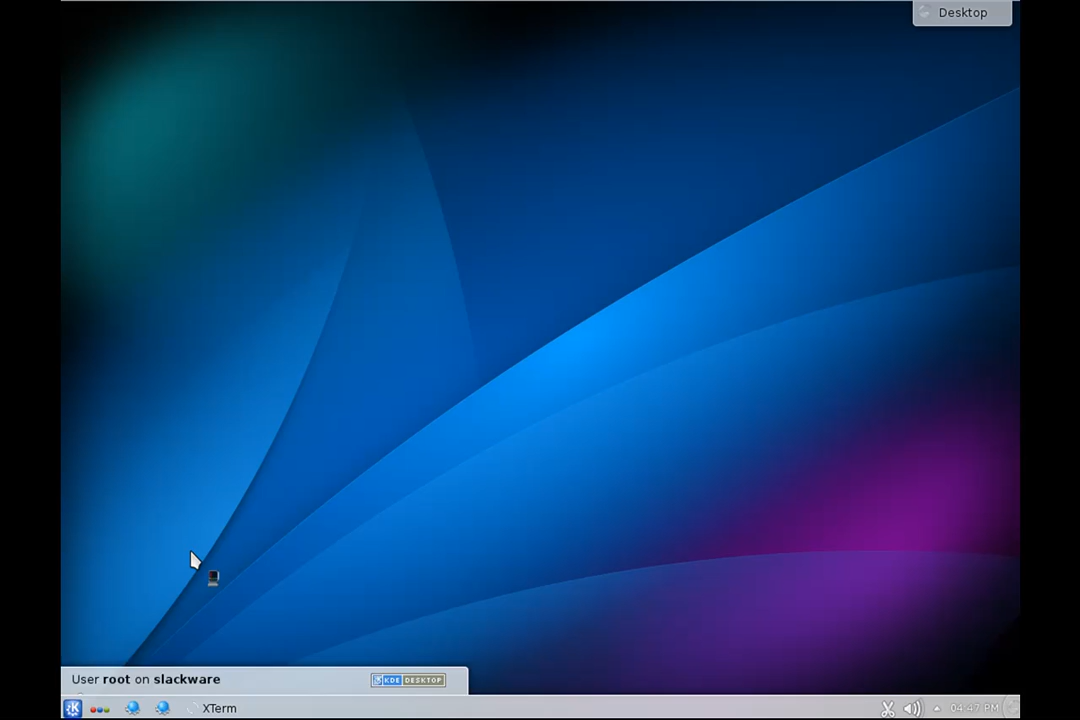 Desktop
User root on slackware
KDE DESKTOP
XTerm
04:47 PM